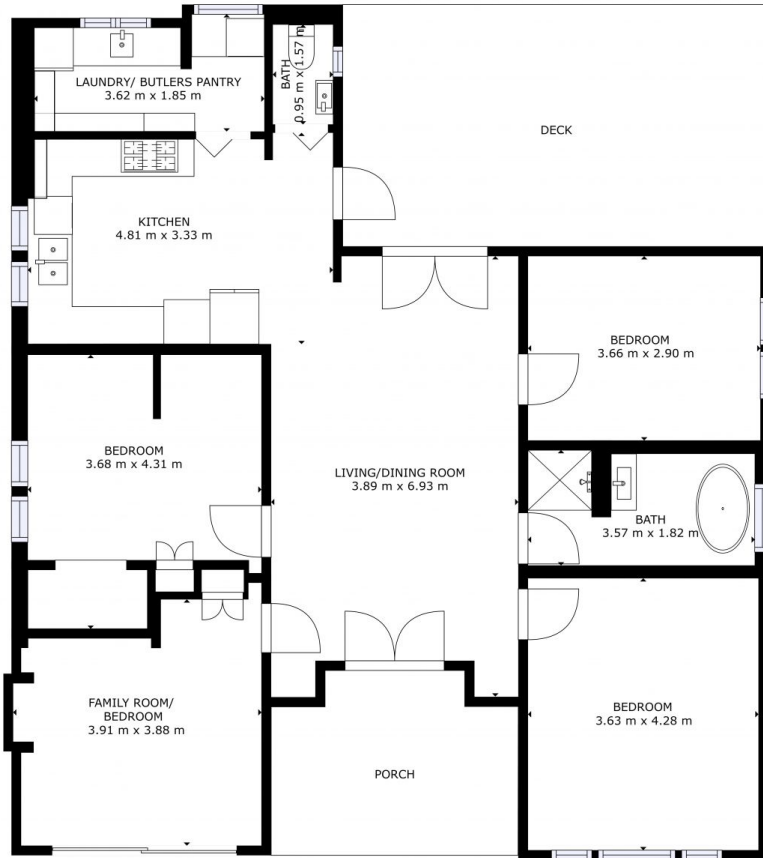 LAUNDRY/ BUTLERS PANTRY
3.62 m x 1.85 m
BATH
0.95 m x 1.57 m
DECK
KITCHEN
4.81 m x 3.33 m
BEDROOM
3.66 m x 2.90 m
BEDROOM
3.68 m x 4.31 m
LIVING/DINING ROOM
3.89 m x 6.93 m
BATH
3.57 m x 1.82 m
FAMILY ROOM/
BEDROOM
3.91 m x 3.88 m
BEDROOM
3.63 m x 4.28 m
PORCH